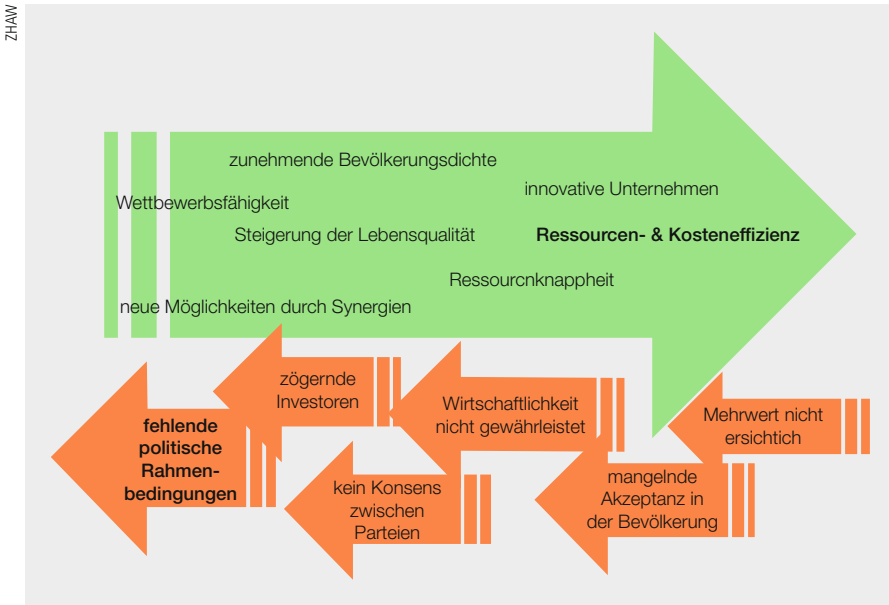 ZHAW
zunehmende Bevölkerungsdichte
innovative Unternehmen
Wettbewerbsfähigkeit
Steigerung der Lebensqualität
Ressourcen- & Kosteneffizienz
Ressourcnknappheit
neue Möglichkeiten durch Synergien
zögernde
Investoren
Wirtschaftlichkeit
nicht gewährleistet
Mehrwert nicht
ersichtich
fehlende
politische
Rahmen-
bedingungen
kein Konsens
zwischen
Parteien
mangelnde
Akzeptanz in
der Bevölkerung